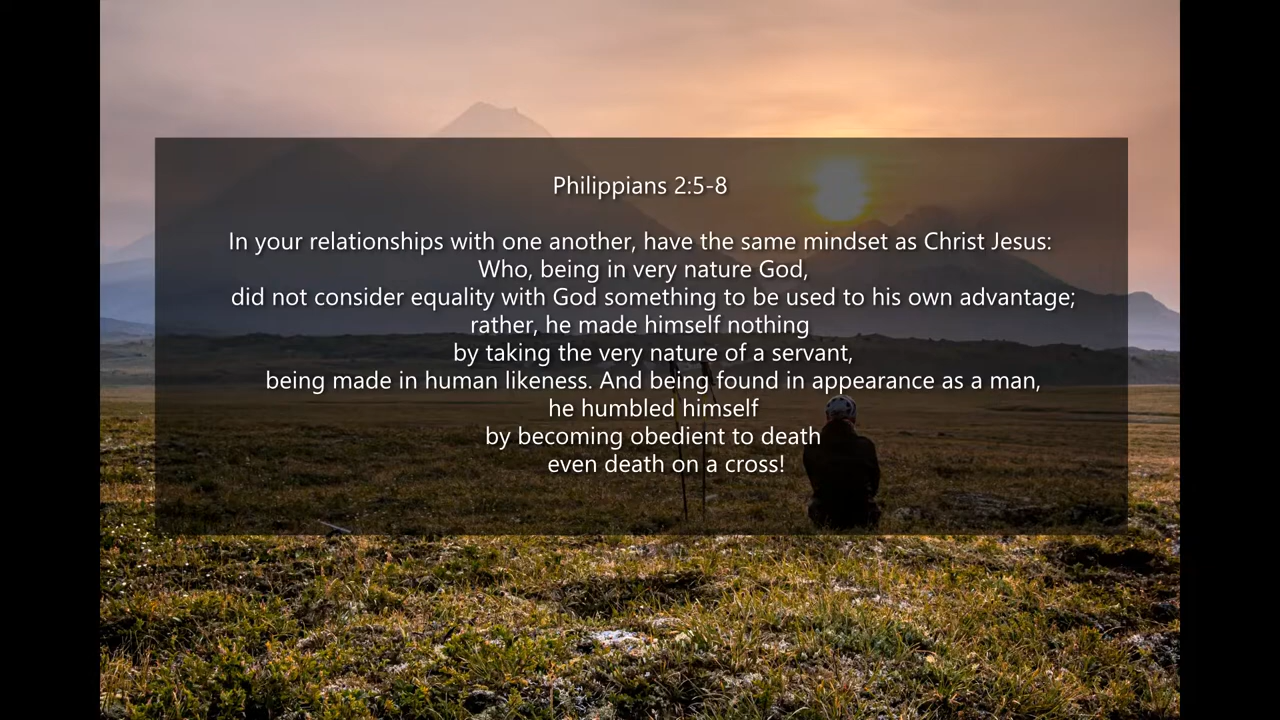 Philippians 2:5-8
In your relationships with one another, have the same mindset as Christ Jesus:
Who, being in very nature God,
did not consider equality with God something to be used to his own advantage;
rather, he made himself nothing
by taking the very nature of a servant,
being made in human likeness. And being found in appearance as a man,
he humbled himself
by becoming obedient to death
even death on a cross!